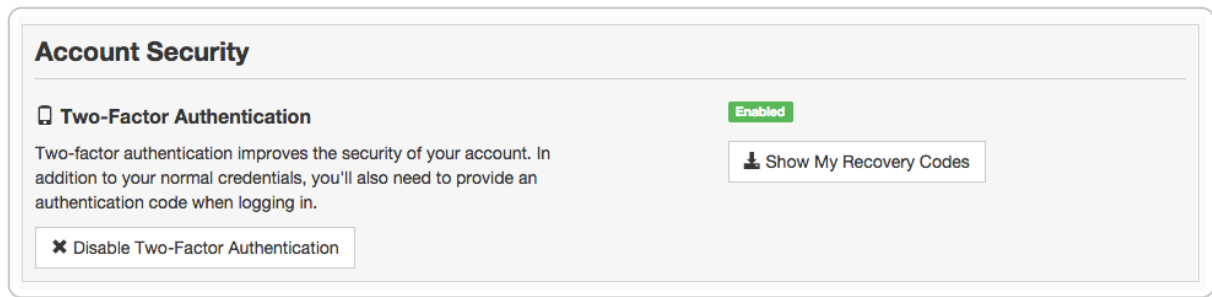 Account Security
Two-Factor Authentication
Enabled
Two-factor authentication improves the security of your account. In
addition to your normal credentials, you'll also need to provide an
authentication code when logging in.
Show My Recovery Codes
Disable Two-Factor Authentication